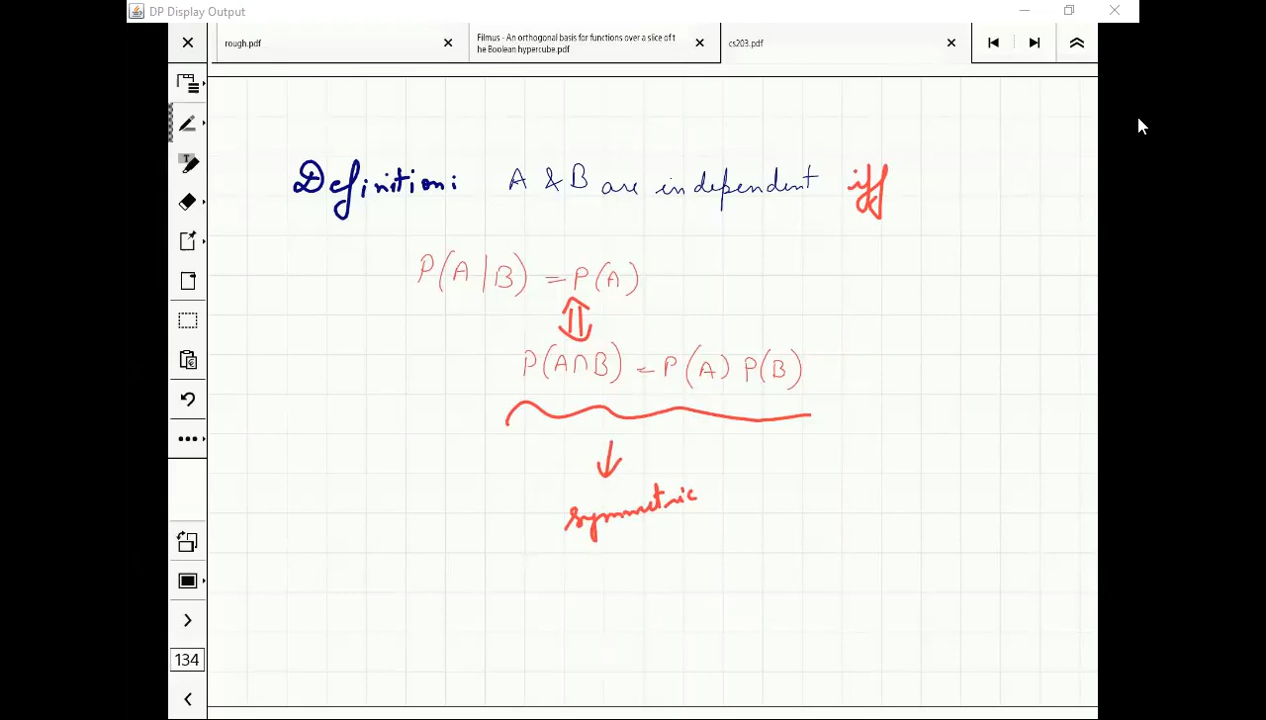 DP Display Output
rough.pdf
Filmus - An orthogonal basis for functions over a slice of t
he Boolean hypercube.pdf
cs203.pdf
Definition: A & B are independent iff
P(A|B) = P(A)
⇕
P(A∩B) = P(A) P(B)
↓
symmetric
134